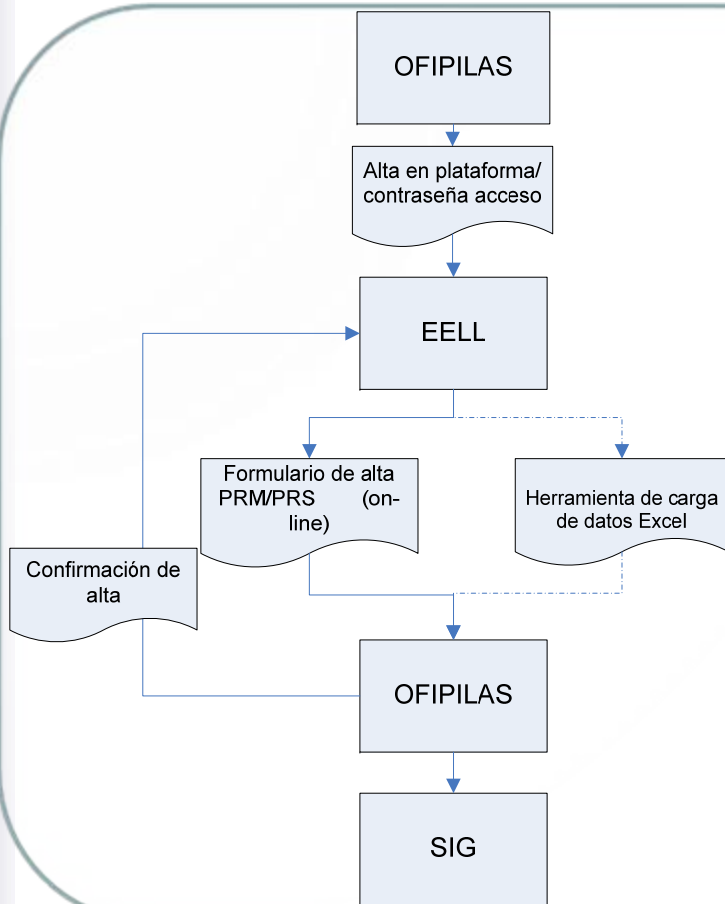 OFIPILAS
Alta en plataforma/
contraseña acceso
EELL
Formulario de alta
PRM/PRS (on-
line)
Herramienta de carga
de datos Excel
Confirmación de
alta
OFIPILAS
SIG